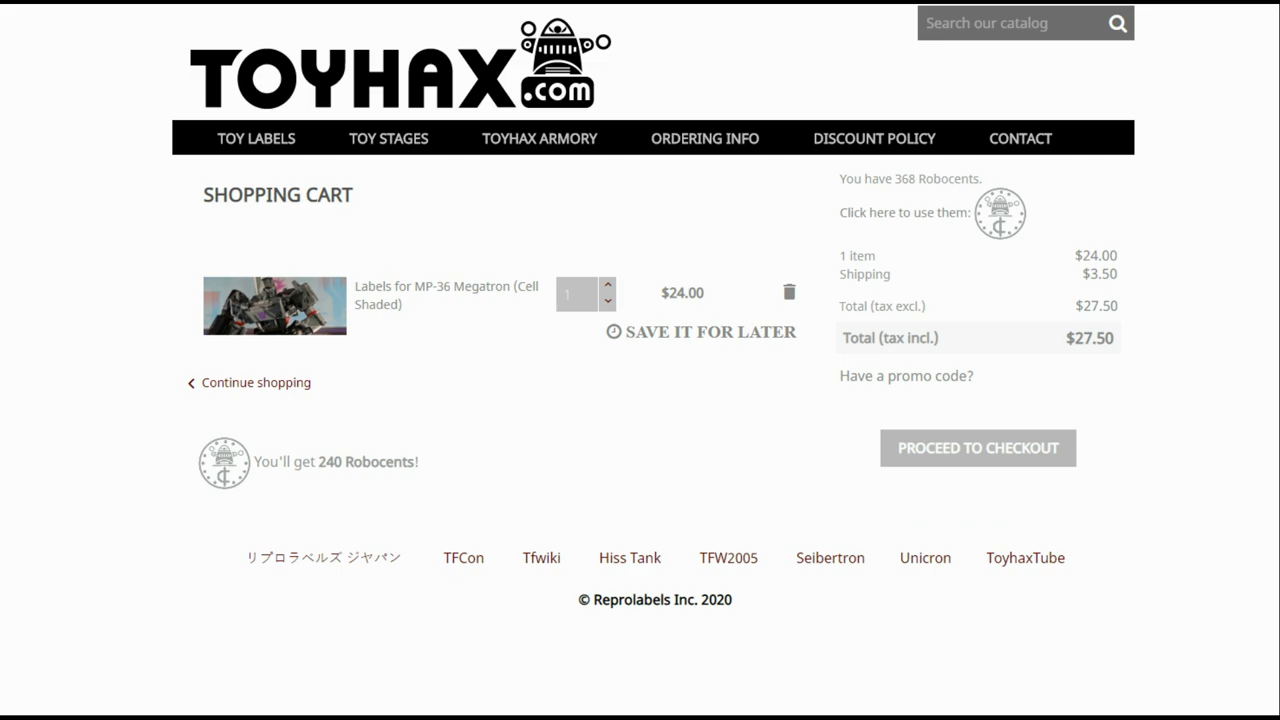 Search our catalog
TOYHAX
.com
TOY LABELS TOY STAGES TOYHAX ARMORY ORDERING INFO DISCOUNT POLICY CONTACT
SHOPPING CART
You have 368 Robocents.
Click here to use them:
1 item $24.00
Shipping $3.50
Total (tax excl.) $27.50
Total (tax incl.) $27.50
Have a promo code?
PROCEED TO CHECKOUT
Labels for MP-36 Megatron (Cell
Shaded)
1
$24.00
SAVE IT FOR LATER
Continue shopping
You'll get 240 Robocents!
リプロラベルズ ジャパン TFCon Tfwiki Hiss Tank TFW2005 Seibertron Unicron ToyhaxTube
© Reprolabels Inc. 2020